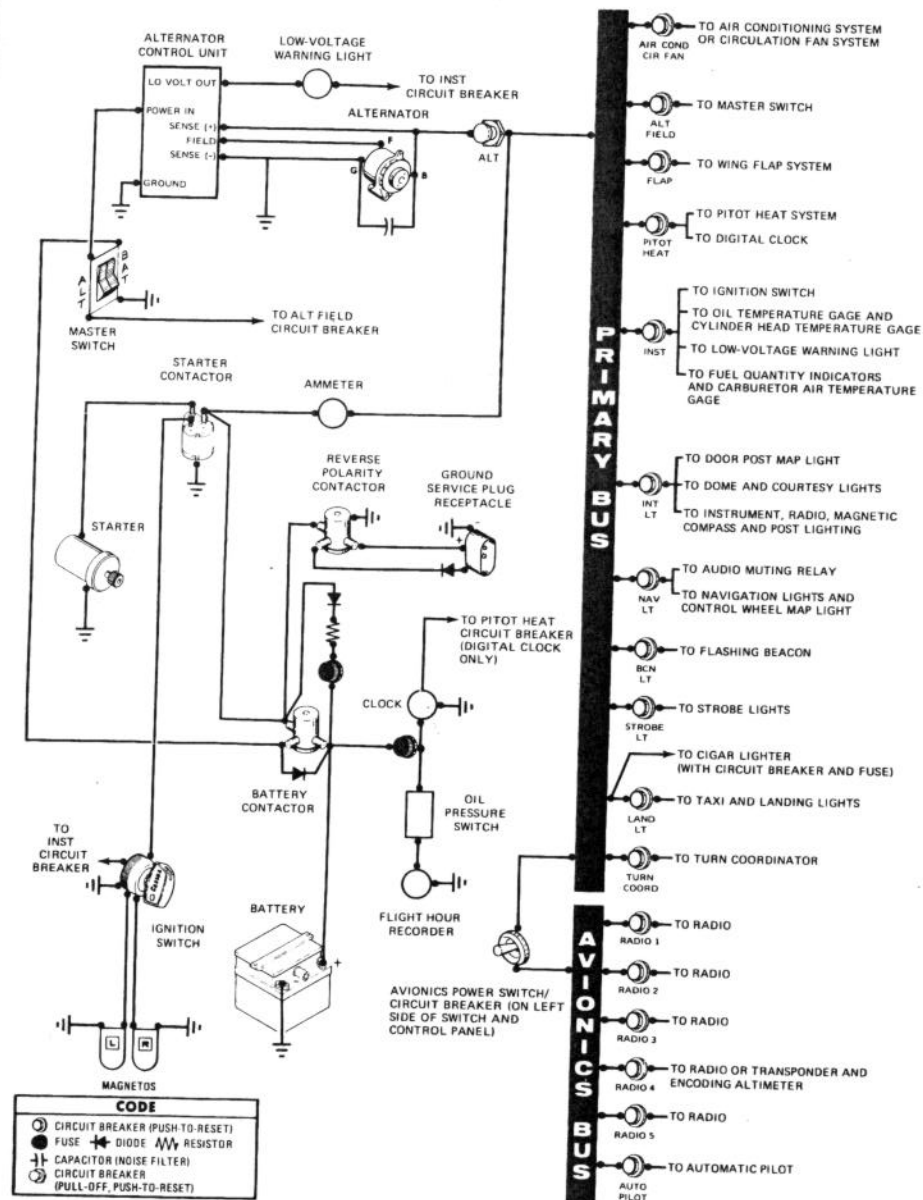 ALTERNATOR
CONTROL UNIT
LOW-VOLTAGE
WARNING LIGHT
LO VOLT OUT
POWER IN
SENSE (+)
FIELD
SENSE (-)
GROUND
TO INST
CIRCUIT BREAKER
ALTERNATOR
F
G
B
ALT
ALT
BAT
MASTER
SWITCH
TO ALT FIELD
CIRCUIT BREAKER
STARTER
CONTACTOR
AMMETER
REVERSE
POLARITY
CONTACTOR
GROUND
SERVICE PLUG
RECEPTACLE
-
+
STARTER
TO PITOT HEAT
CIRCUIT BREAKER
(DIGITAL CLOCK
ONLY)
CLOCK
BATTERY
CONTACTOR
OIL
PRESSURE
SWITCH
TO
INST
CIRCUIT
BREAKER
IGNITION
SWITCH
BATTERY
+
FLIGHT HOUR
RECORDER
AVIONICS POWER SWITCH/
CIRCUIT BREAKER (ON LEFT
SIDE OF SWITCH AND
CONTROL PANEL)
L
R
MAGNETOS
CODE
CIRCUIT BREAKER (PUSH-TO-RESET)
FUSE DIODE RESISTOR
CAPACITOR (NOISE FILTER)
CIRCUIT BREAKER
(PULL-OFF, PUSH-TO-RESET)
PRIMARY BUS
AIR COND
CIR FAN
TO AIR CONDITIONING SYSTEM
OR CIRCULATION FAN SYSTEM
ALT
FIELD
TO MASTER SWITCH
FLAP
TO WING FLAP SYSTEM
PITOT
HEAT
TO PITOT HEAT SYSTEM
TO DIGITAL CLOCK
INST
TO IGNITION SWITCH
TO OIL TEMPERATURE GAGE AND
CYLINDER HEAD TEMPERATURE GAGE
TO LOW-VOLTAGE WARNING LIGHT
TO FUEL QUANTITY INDICATORS
AND CARBURETOR AIR TEMPERATURE
GAGE
INT
LT
TO DOOR POST MAP LIGHT
TO DOME AND COURTESY LIGHTS
TO INSTRUMENT, RADIO, MAGNETIC
COMPASS AND POST LIGHTING
NAV
LT
TO AUDIO MUTING RELAY
TO NAVIGATION LIGHTS AND
CONTROL WHEEL MAP LIGHT
BCN
LT
TO FLASHING BEACON
STROBE
LT
TO STROBE LIGHTS
TO CIGAR LIGHTER
(WITH CIRCUIT BREAKER AND FUSE)
LAND
LT
TO TAXI AND LANDING LIGHTS
TURN
COORD
TO TURN COORDINATOR
AVIONICS BUS
RADIO 1
TO RADIO
RADIO 2
TO RADIO
RADIO 3
TO RADIO
RADIO 4
TO RADIO OR TRANSPONDER AND
ENCODING ALTIMETER
RADIO 5
TO RADIO
AUTO
PILOT
TO AUTOMATIC PILOT